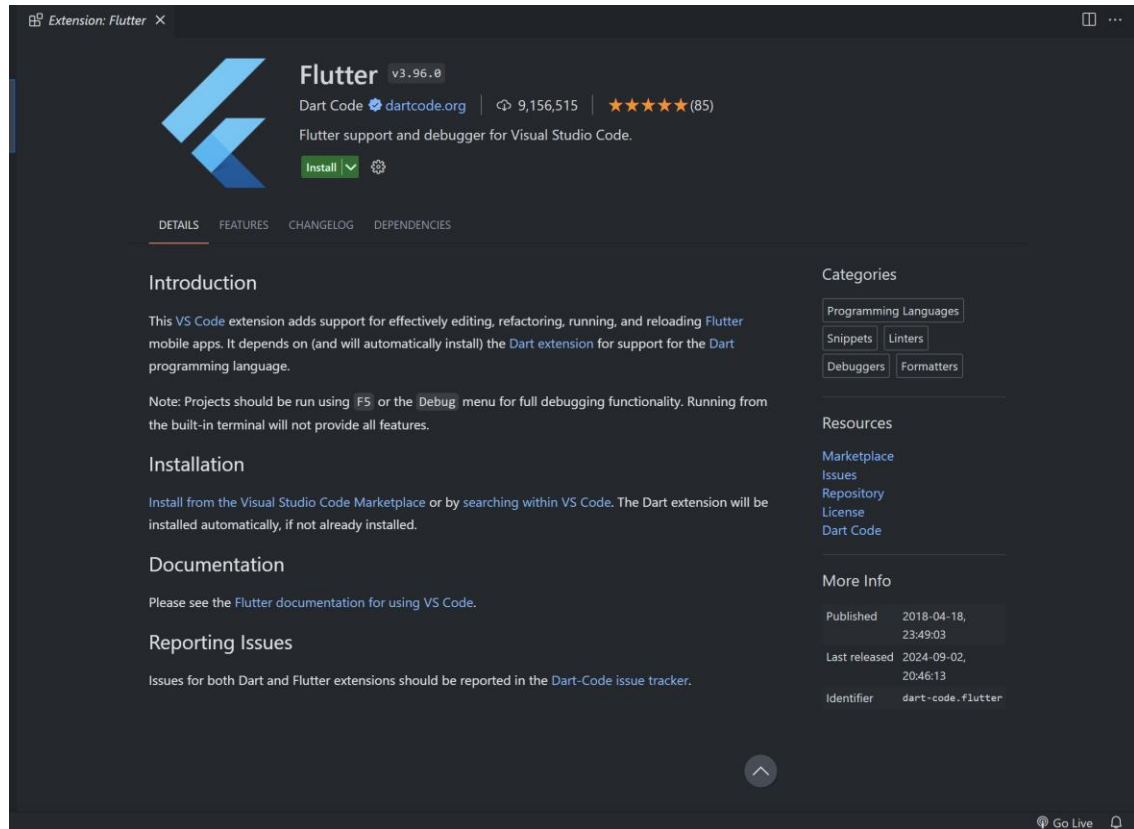 Extension: Flutter
Flutter v3.96.0
Dart Code dartcode.org 9,156,515 (85)
Flutter support and debugger for Visual Studio Code.
Install
DETAILS FEATURES CHANGELOG DEPENDENCIES
Introduction
This VS Code extension adds support for effectively editing, refactoring, running, and reloading Flutter
mobile apps. It depends on (and will automatically install) the Dart extension for support for the Dart
programming language.
Note: Projects should be run using F5 or the Debug menu for full debugging functionality. Running from
the built-in terminal will not provide all features.
Installation
Install from the Visual Studio Code Marketplace or by searching within VS Code. The Dart extension will be
installed automatically, if not already installed.
Documentation
Please see the Flutter documentation for using VS Code.
Reporting Issues
Issues for both Dart and Flutter extensions should be reported in the Dart-Code issue tracker.
Categories
Programming Languages
Snippets Linters
Debuggers Formatters
Resources
Marketplace
Issues
Repository
License
Dart Code
More Info
Published 2018-04-18,
23:49:03
Last released 2024-09-02,
20:46:13
Identifier dart-code.flutter
Go Live